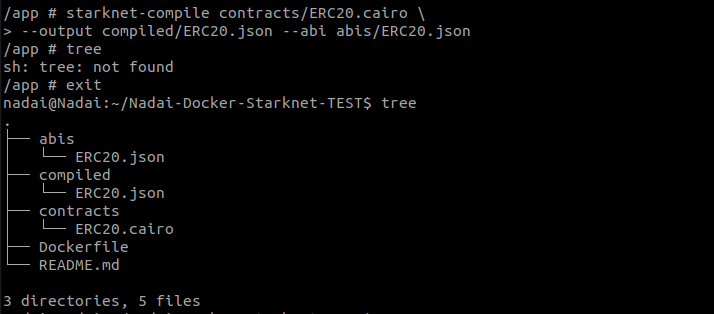 /app # starknet-compile contracts/ERC20.cairo \
> --output compiled/ERC20.json --abi abis/ERC20.json
/app # tree
sh: tree: not found
/app # exit
nadai@Nadai:~/Nadai-Docker-Starknet-TEST$ tree
.
├── abis
│   └── ERC20.json
├── compiled
│   └── ERC20.json
├── contracts
│   └── ERC20.cairo
├── Dockerfile
└── README.md
3 directories, 5 files